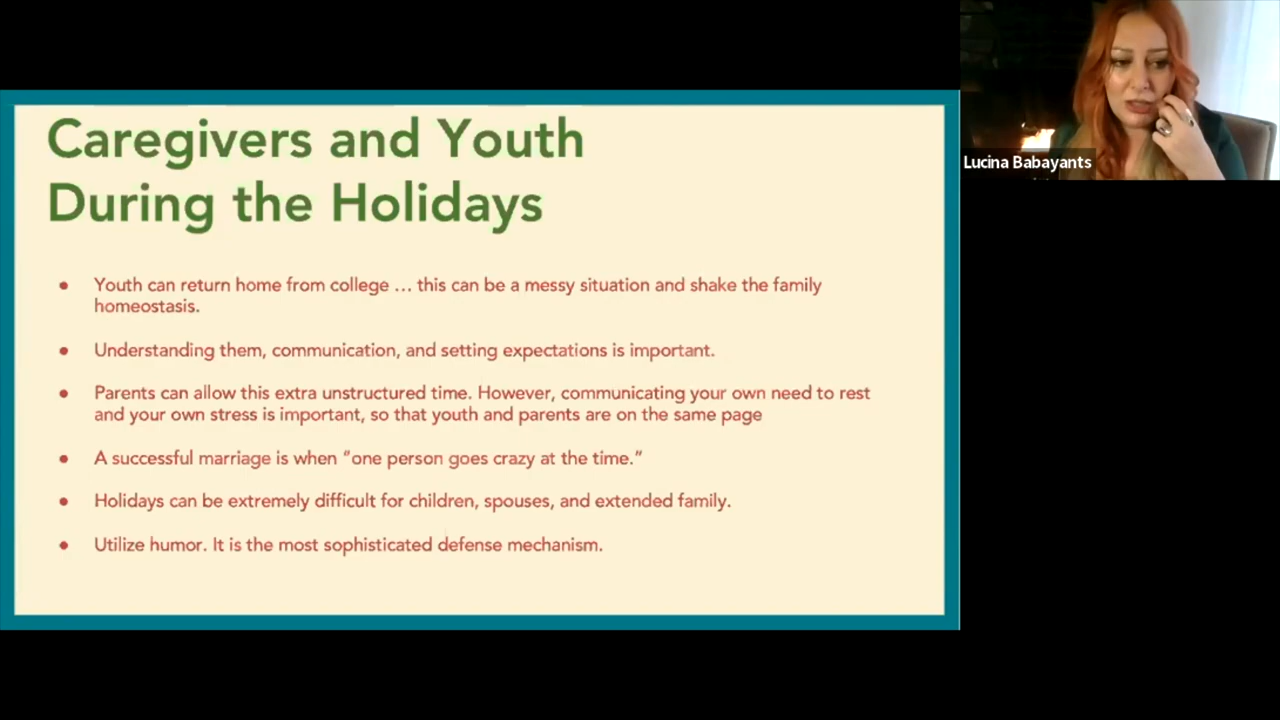 Caregivers and Youth
During the Holidays
● Youth can return home from college … this can be a messy situation and shake the family
homeostasis.
● Understanding them, communication, and setting expectations is important.
● Parents can allow this extra unstructured time. However, communicating your own need to rest
and your own stress is important, so that youth and parents are on the same page
● A successful marriage is when “one person goes crazy at the time.”
● Holidays can be extremely difficult for children, spouses, and extended family.
● Utilize humor. It is the most sophisticated defense mechanism.
Lucina Babayants